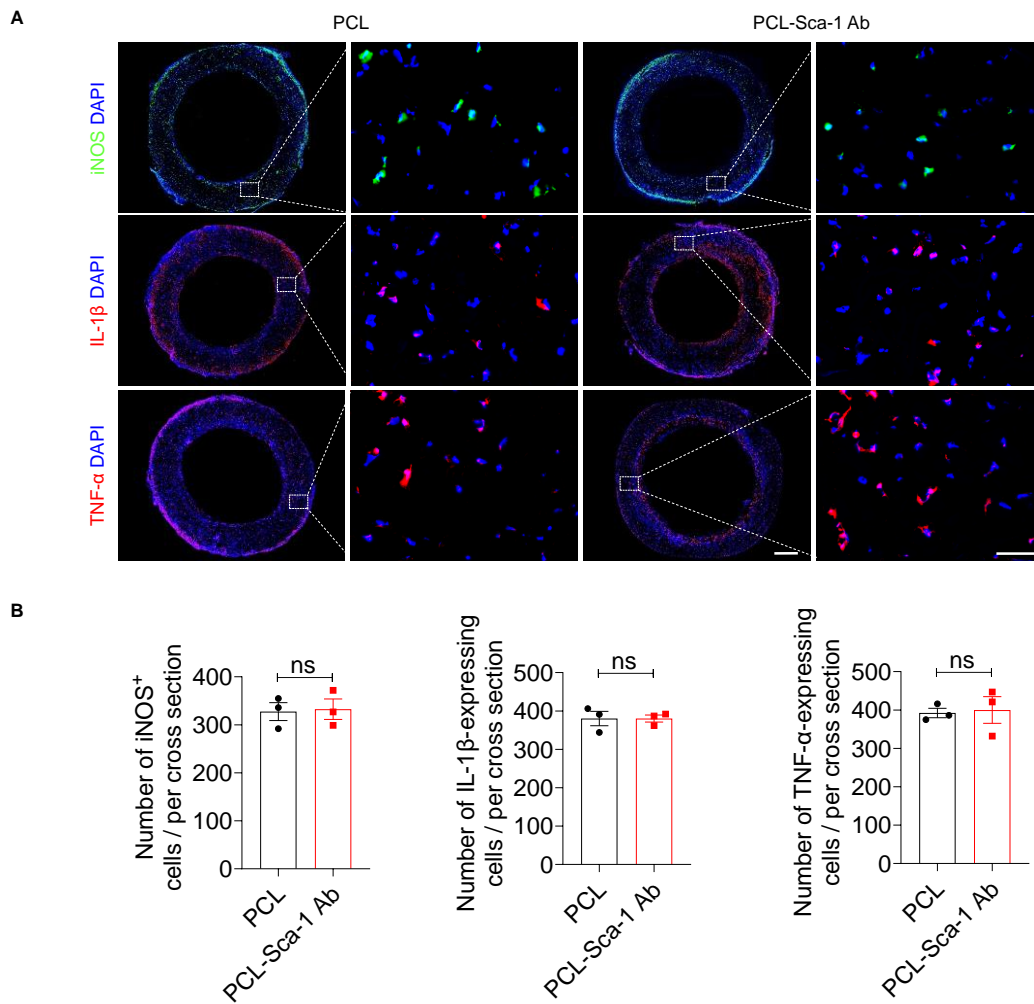 A
PCL
PCL-Sca-1 Ab
iNOS DAPI
IL-1β DAPI
TNF-α DAPI
B
Number of iNOS⁺
cells / per cross section
400
300
200
100
0
ns
PCL
PCL-Sca-1 Ab
Number of IL-1β-expressing
cells / per cross section
500
400
300
200
100
0
ns
PCL
PCL-Sca-1 Ab
Number of TNF-α-expressing
cells / per cross section
500
400
300
200
100
0
ns
PCL
PCL-Sca-1 Ab